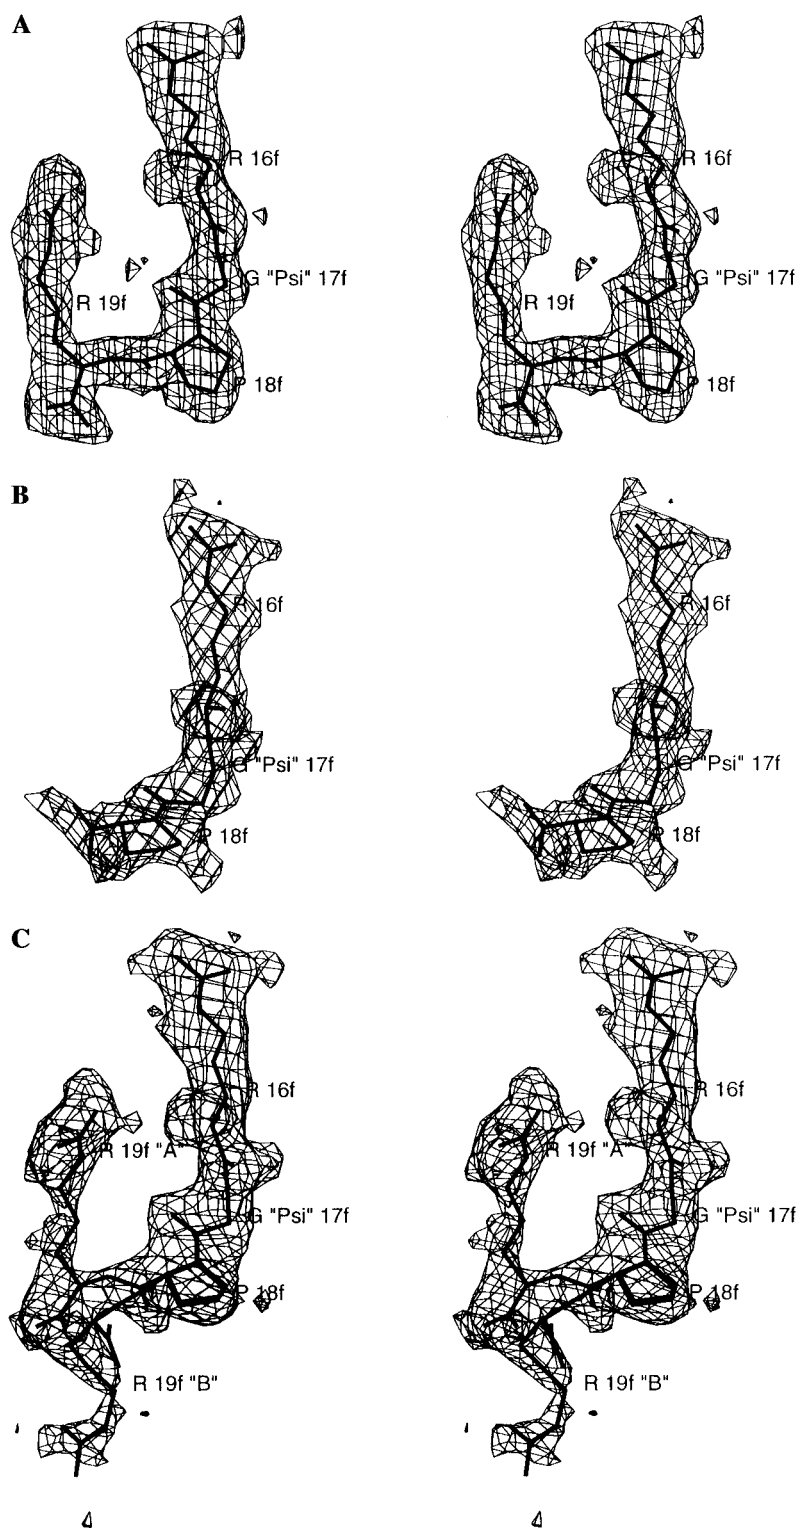 A
R 16f R 16f
R 19f G "Psi" 17f R 19f G "Psi" 17f
P 18f P 18f
B
R 16f R 16f
G "Psi" 17f G "Psi" 17f
P 18f P 18f
C
R 16f R 16f
R 19f "A" R 19f "A"
G "Psi" 17f G "Psi" 17f
P 18f P 18f
R 19f "B" R 19f "B"